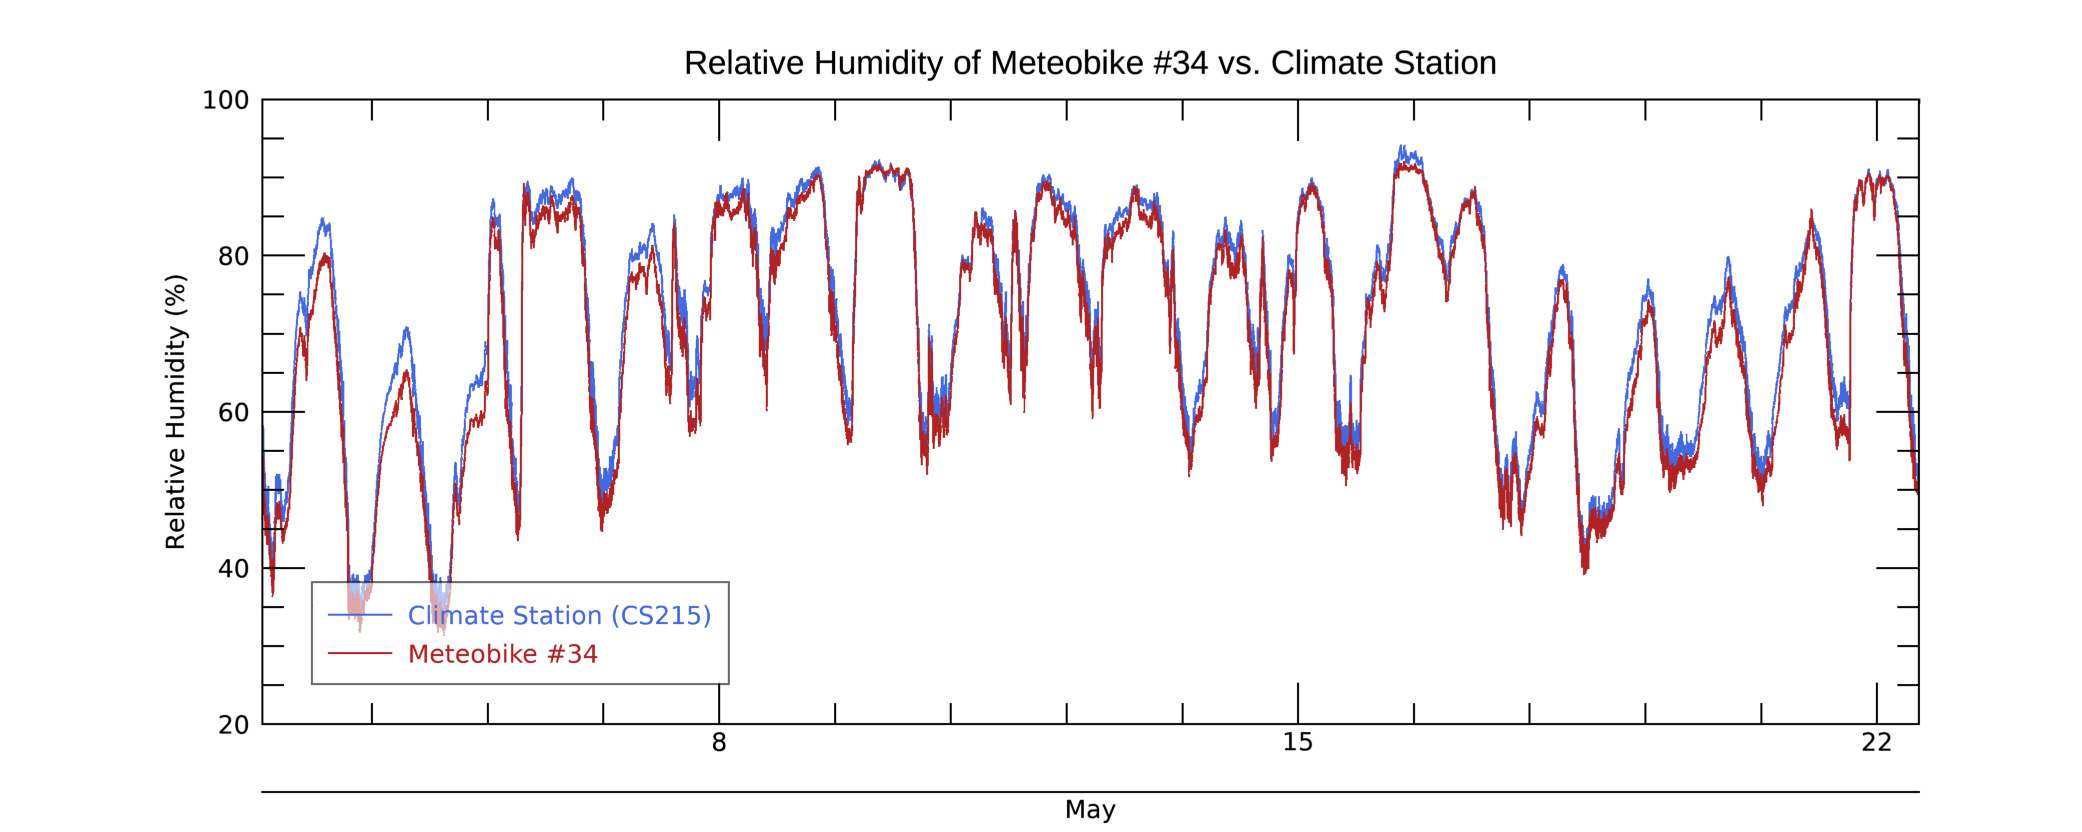 Relative Humidity of Meteobike #34 vs. Climate Station
Relative Humidity (%)
100
80
60
40
20
Climate Station (CS215)
Meteobike #34
8
15
22
May